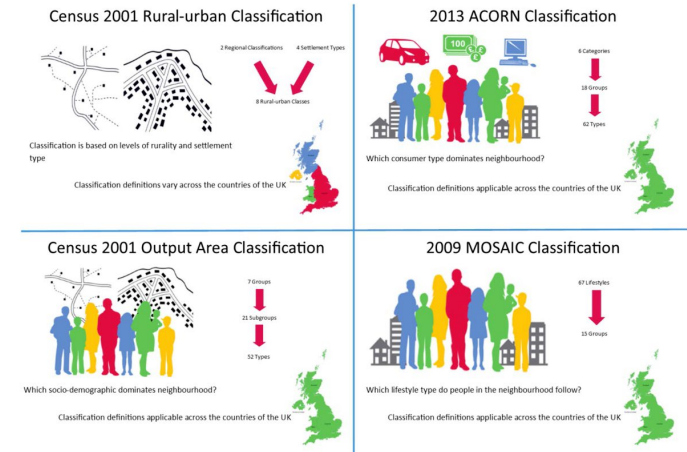 Census 2001 Rural-urban Classification
2 Regional Classifications
4 Settlement Types
8 Rural-urban Classes
Classification is based on levels of rurality and settlement
type
Classification definitions vary across the countries of the UK
2013 ACORN Classification
100
£
£
£
6 Categories
18 Groups
62 Types
Which consumer type dominates neighbourhood?
Classification definitions applicable across the countries of the UK
Census 2001 Output Area Classification
7 Groups
21 Subgroups
52 Types
Which socio-demographic dominates neighbourhood?
Classification definitions applicable across the countries of the UK
2009 MOSAIC Classification
67 Lifestyles
15 Groups
Which lifestyle type do people in the neighbourhood follow?
Classification definitions applicable across the countries of the UK